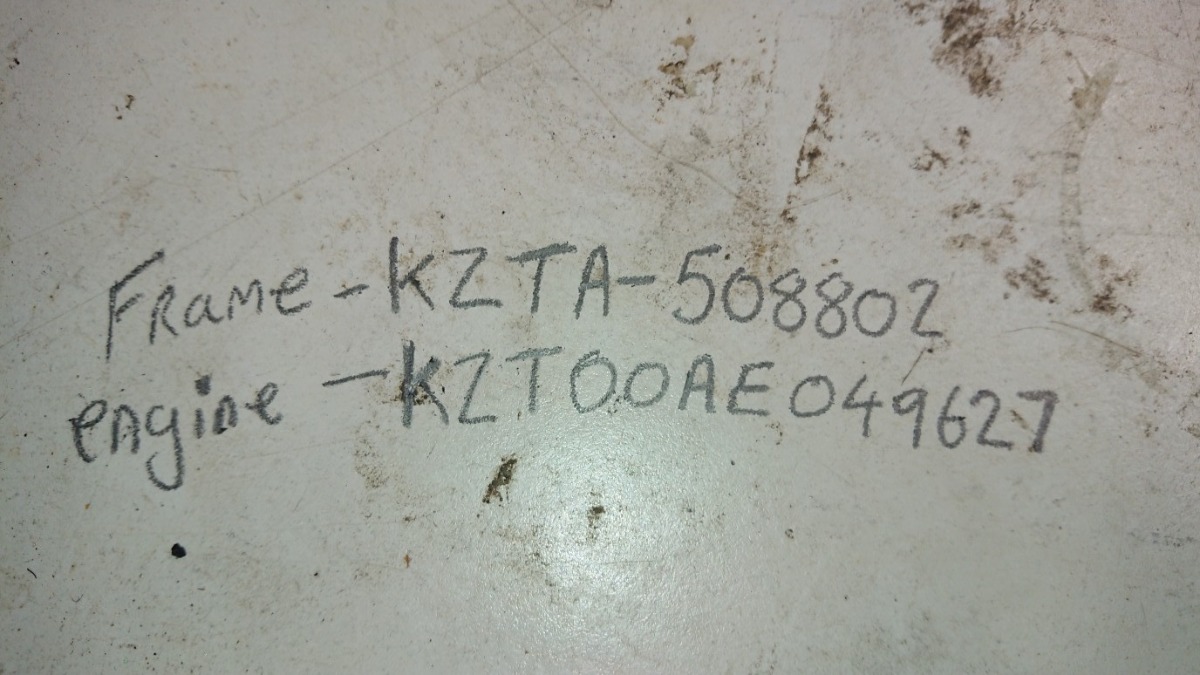 FRAMe - KZTA-508802
engine - KZT00AE049627